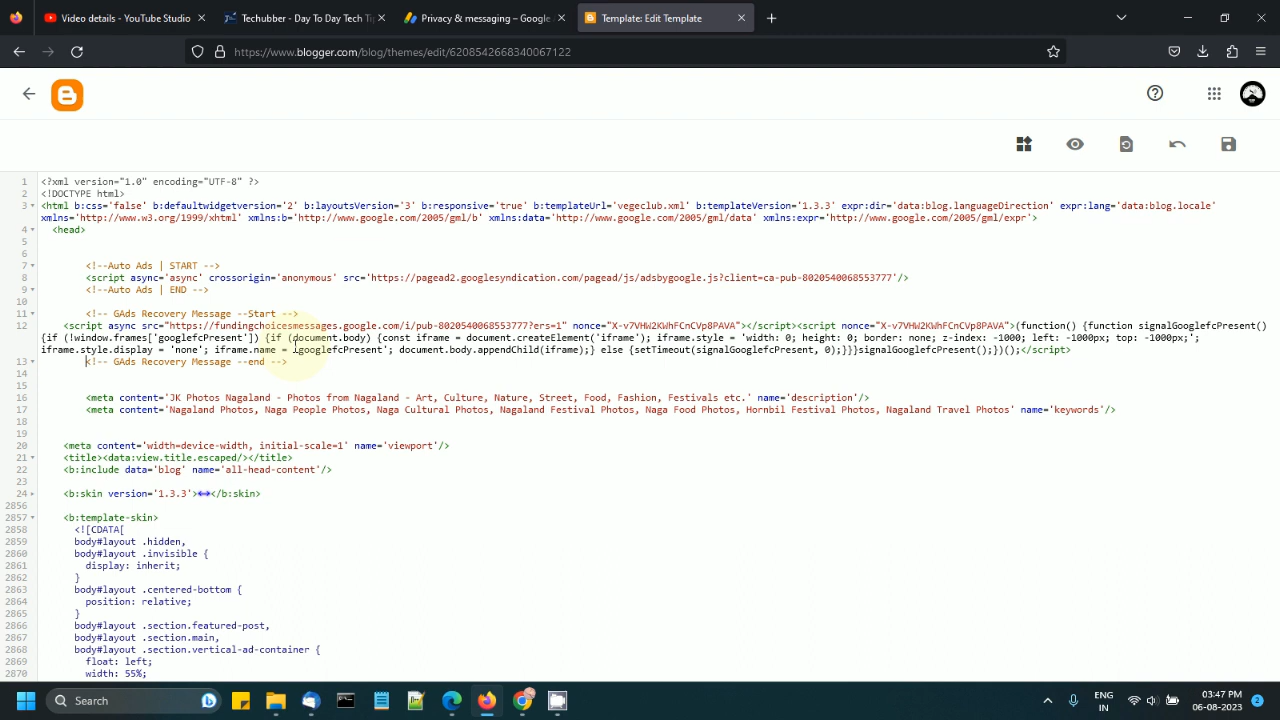 Video details - YouTube Studio
Techubber - Day To Day Tech Ti
Privacy & messaging – Google
Template: Edit Template
https://www.blogger.com/blog/themes/edit/6208542668340067122
1 <?xml version="1.0" encoding="UTF-8" ?>
2 <!DOCTYPE html>
3 <html b:css='false' b:defaultwidgetversion='2' b:layoutsVersion='3' b:responsive='true' b:templateUrl='vegeclub.xml' b:templateVersion='1.3.3' expr:dir='data:blog.languageDirection' expr:lang='data:blog.locale'
xmlns='http://www.w3.org/1999/xhtml' xmlns:b='http://www.google.com/2005/gml/b' xmlns:data='http://www.google.com/2005/gml/data' xmlns:expr='http://www.google.com/2005/gml/expr'>
4 <head>
5
6
7 <!--Auto Ads | START -->
8 <script async='async' crossorigin='anonymous' src='https://pagead2.googlesyndication.com/pagead/js/adsbygoogle.js?client=ca-pub-8020540068553777'/>
9 <!--Auto Ads | END -->
10
11 <!-- GAds Recovery Message --Start -->
12 <script async src="https://fundingchoicesmessages.google.com/i/pub-8020540068553777?ers=1" nonce="X-v7VHW2KWhFCnCVp8PAVA"></script><script nonce="X-v7VHW2KWhFCnCVp8PAVA">(function() {function signalGooglefcPresent()
{if (!window.frames['googlefcPresent']) {if (document.body) {const iframe = document.createElement('iframe'); iframe.style = 'width: 0; height: 0; border: none; z-index: -1000; left: -1000px; top: -1000px;';
iframe.style.display = 'none'; iframe.name = 'googlefcPresent'; document.body.appendChild(iframe);} else {setTimeout(signalGooglefcPresent, 0);}}}signalGooglefcPresent();})();</script>
13 <!-- GAds Recovery Message --end -->
14
15
16 <meta content='JK Photos Nagaland - Photos from Nagaland - Art, Culture, Nature, Street, Food, Fashion, Festivals etc.' name='description'/>
17 <meta content='Nagaland Photos, Naga People Photos, Naga Cultural Photos, Nagaland Festival Photos, Naga Food Photos, Hornbil Festival Photos, Nagaland Travel Photos' name='keywords'/>
18
19
20 <meta content='width=device-width, initial-scale=1' name='viewport'/>
21 <title><data:view.title.escaped/></title>
22 <b:include data='blog' name='all-head-content'/>
23
24 <b:skin version='1.3.3'></b:skin>
2856
2857 <b:template-skin>
2858 <![CDATA[
2859 body#layout .hidden,
2860 body#layout .invisible {
2861 display: inherit;
2862 }
2863 body#layout .centered-bottom {
2864 position: relative;
2865 }
2866 body#layout .section.featured-post,
2867 body#layout .section.main,
2868 body#layout .section.vertical-ad-container {
2869 float: left;
2870 width: 55%;
Search
ENG
IN
03:47 PM
06-08-2023
2